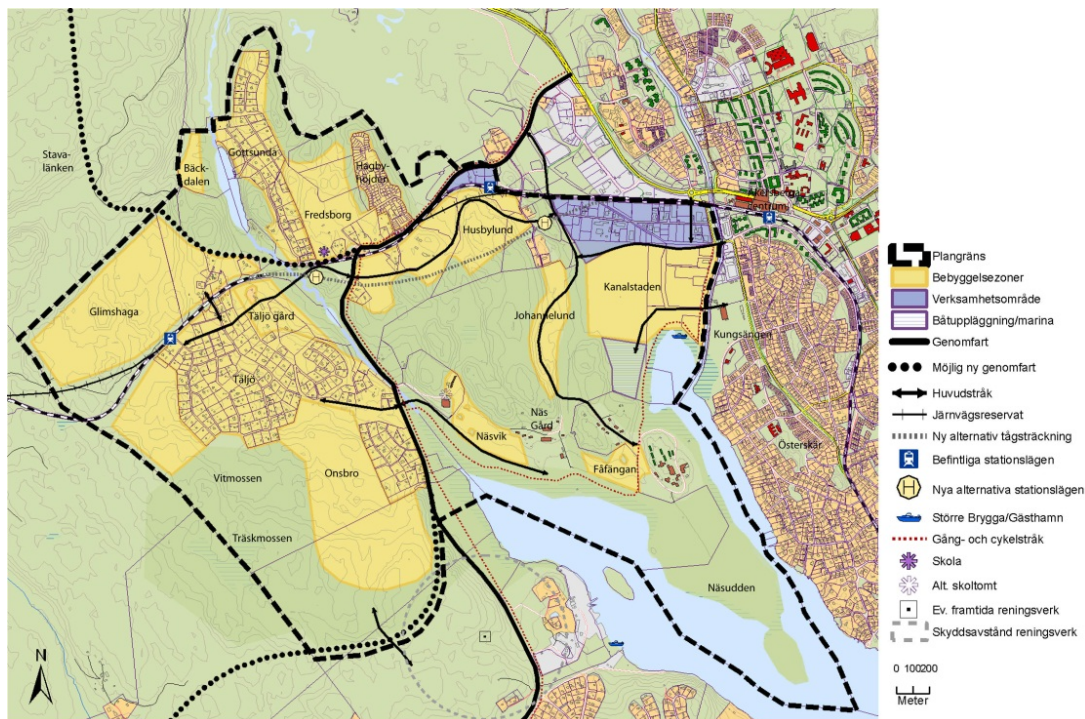 Stava-
länken
Gottsunda
Bäck-
dalen
Hagby-
höjden
Fredsborg
Husbylund
centrum
Glimshaga
Täljö gård
Kanalstaden
Johannelund
Kungsängen
Täljö
Näs
Gård
Näsvik
Österskär
Onsbro
Fåfängan
Vitmossen
Träskmossen
Näsudden
N
Plangräns
Bebyggelsezoner
Verksamhetsområde
Båtuppläggning/marina
Genomfart
Möjlig ny genomfart
Huvudstråk
Järnvägsreservat
Ny alternativ tågsträckning
Befintliga stationslägen
H Nya alternativa stationslägen
Större Brygga/Gästhamn
Gång- och cykelstråk
Skola
Alt. skoltomt
Ev. framtida reningsverk
Skyddsavstånd reningsverk
0 100200
Meter